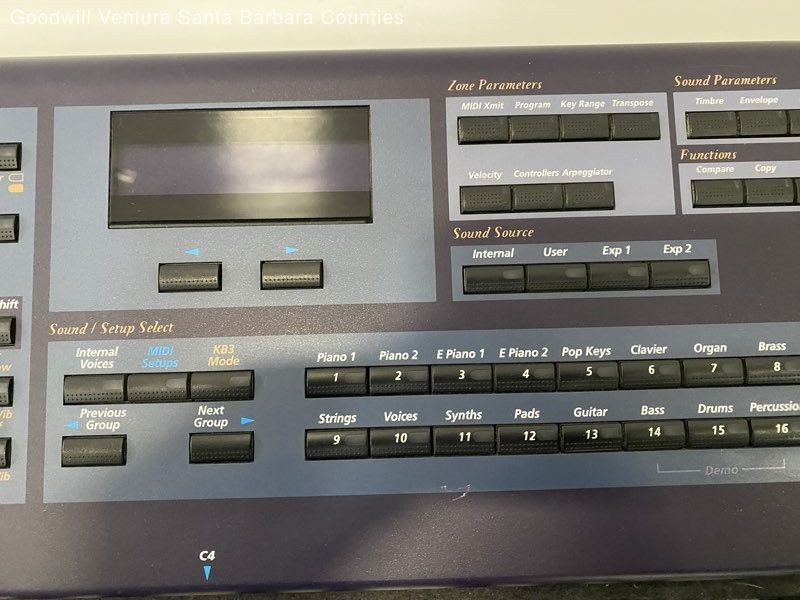 Goodwill Ventura Santa Barbara Counties
Zone Parameters
MIDI Xmit Program Key Range Transpose
Velocity Controllers Arpeggiator
Sound Parameters
Timbre Envelope
Functions
Compare Copy
Sound Source
Internal User Exp 1 Exp 2
hift
Sound / Setup Select
Internal Voices
MIDI Setups
KB3 Mode
Previous Group
Next Group
Piano 1 Piano 2 E Piano 1 E Piano 2 Pop Keys Clavier Organ Brass
1 2 3 4 5 6 7 8
Strings Voices Synths Pads Guitar Bass Drums Percussio
9 10 11 12 13 14 15 16
Demo
C4